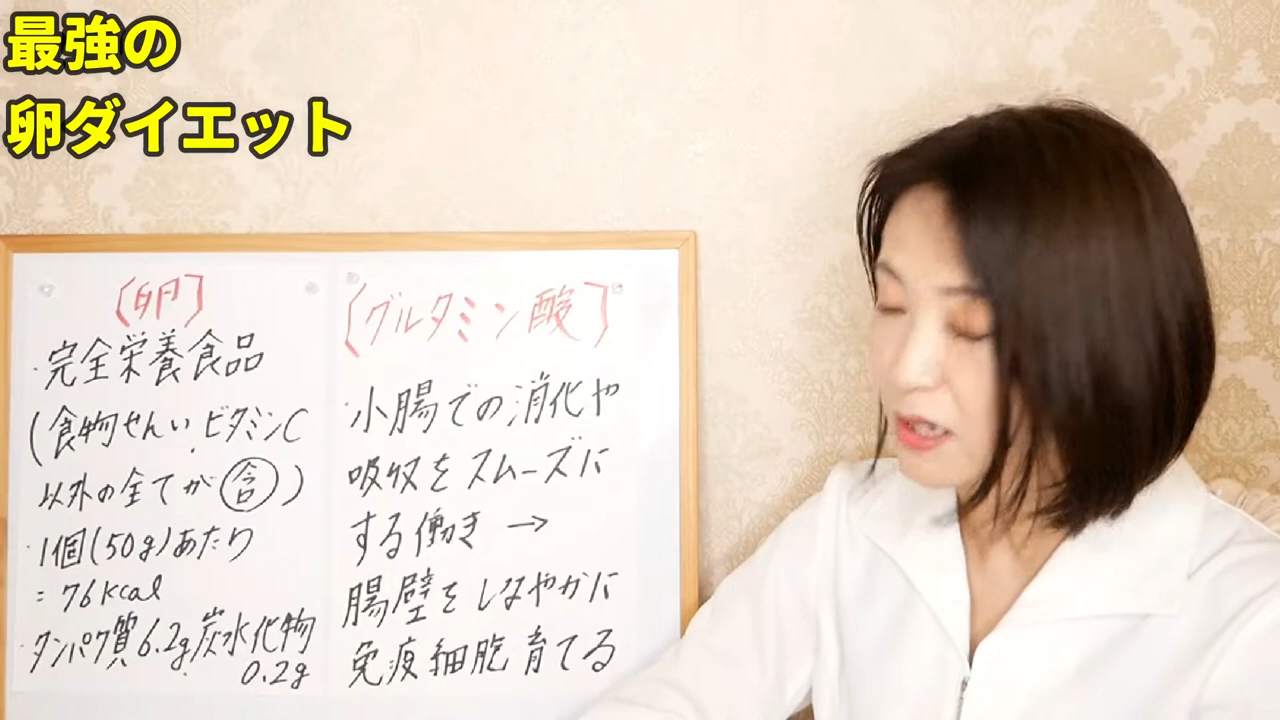 最強の
卵ダイエット
〔卵〕
・完全栄養食品
(食物せんい、ビタミンC
以外の全てが含)
・1個(50g)あたり
=76kcal
・タンパク質6.2g炭水化物
0.2g
〔グルタミン酸〕
・小腸での消化や
吸収をスムーズに
する働き→
腸壁をしなやかに
免疫細胞育てる